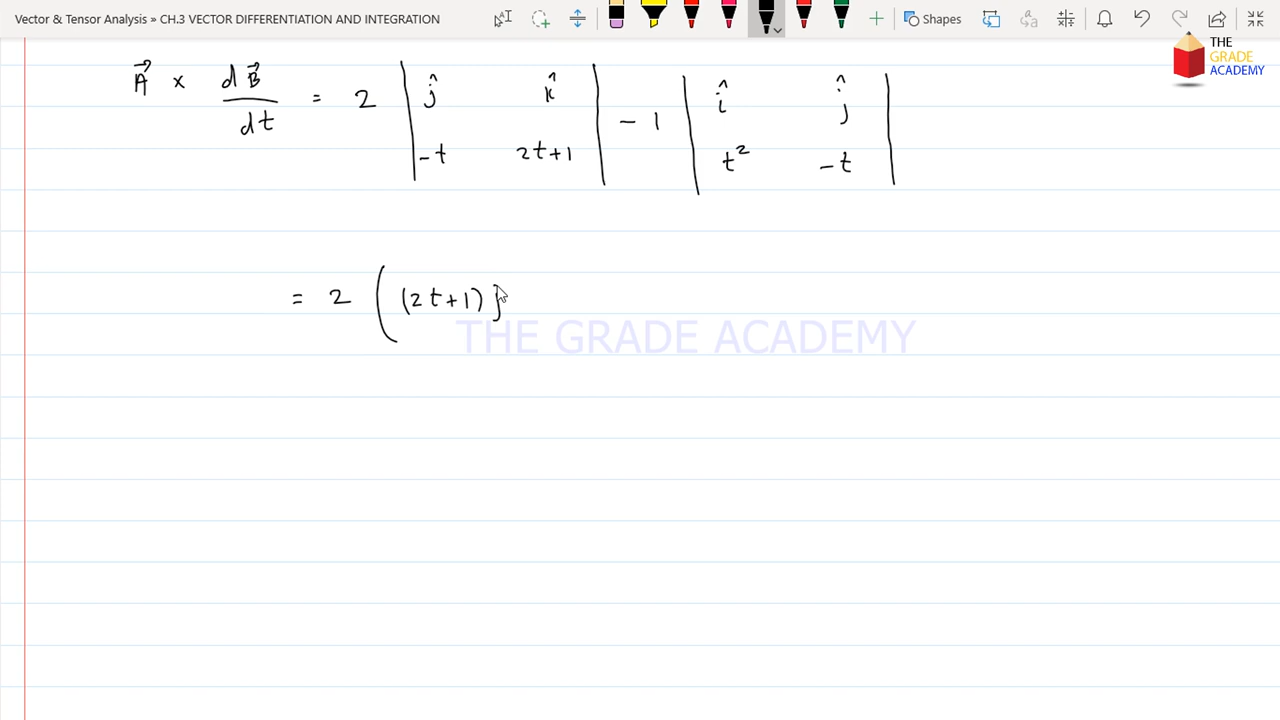 Vector & Tensor Analysis » CH.3 VECTOR DIFFERENTIATION AND INTEGRATION
Shapes
THE
GRADE
ACADEMY
A⃗ × dB⃗/dt = 2 | ĵ k̂ | - 1 | î ĵ |
| -t 2t+1 | | t² -t |
= 2 ( (2t+1) j
THE GRADE ACADEMY